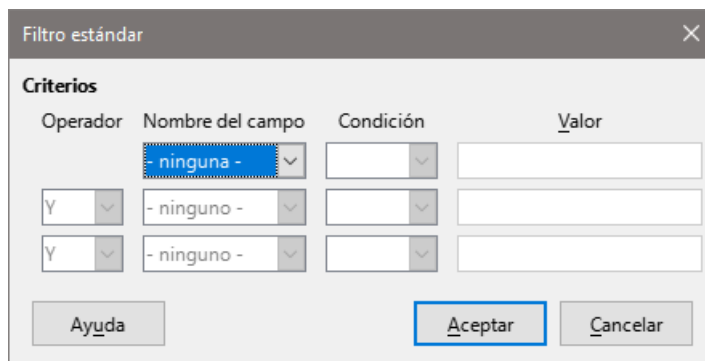 Filtro estándar
Criterios
Operador Nombre del campo Condición Valor
- ninguna -
Y - ninguno -
Y - ninguno -
Ayuda Aceptar Cancelar